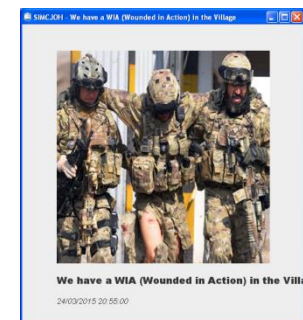 SIMCJOH - We have a WIA (Wounded in Action) in the Village
We have a WIA (Wounded in Action) in the Villa
24/03/2015 20:55:00